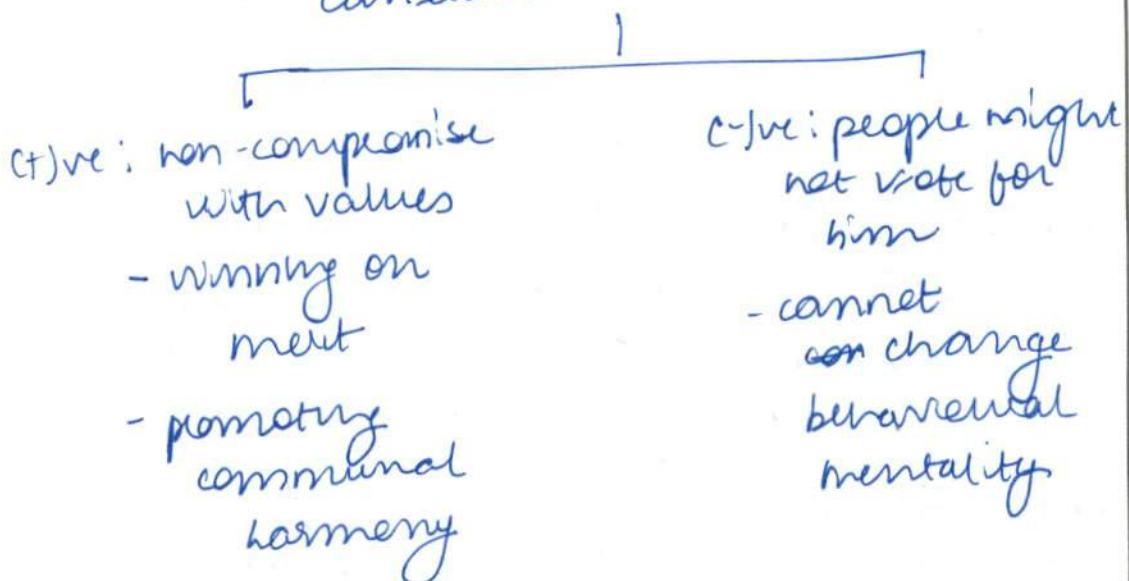 (+)ve : non-compromise
with values
- winning on
merit
- promoting
communal
harmony
(-)ve : people might
not vote for
him
- cannot
change
behavioural
mentality